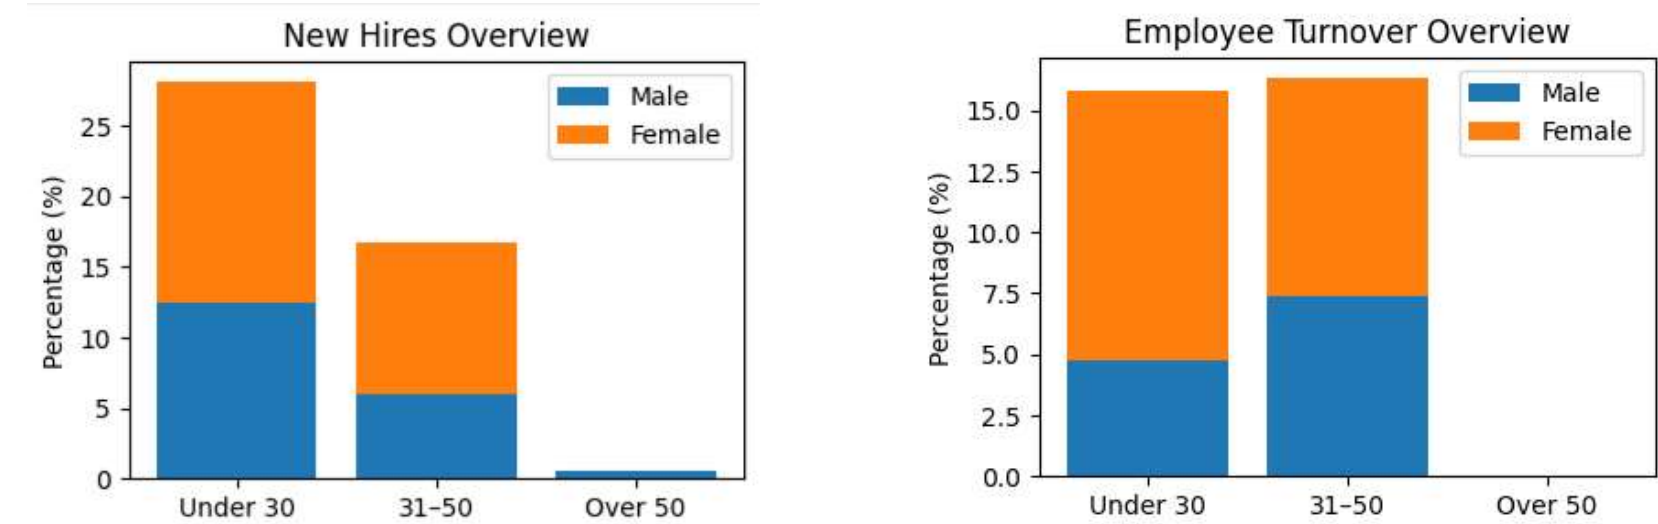 New Hires Overview
Percentage (%)
25
20
15
10
5
0
Male
Female
Under 30
31–50
Over 50
Employee Turnover Overview
Percentage (%)
15.0
12.5
10.0
7.5
5.0
2.5
0.0
Male
Female
Under 30
31–50
Over 50